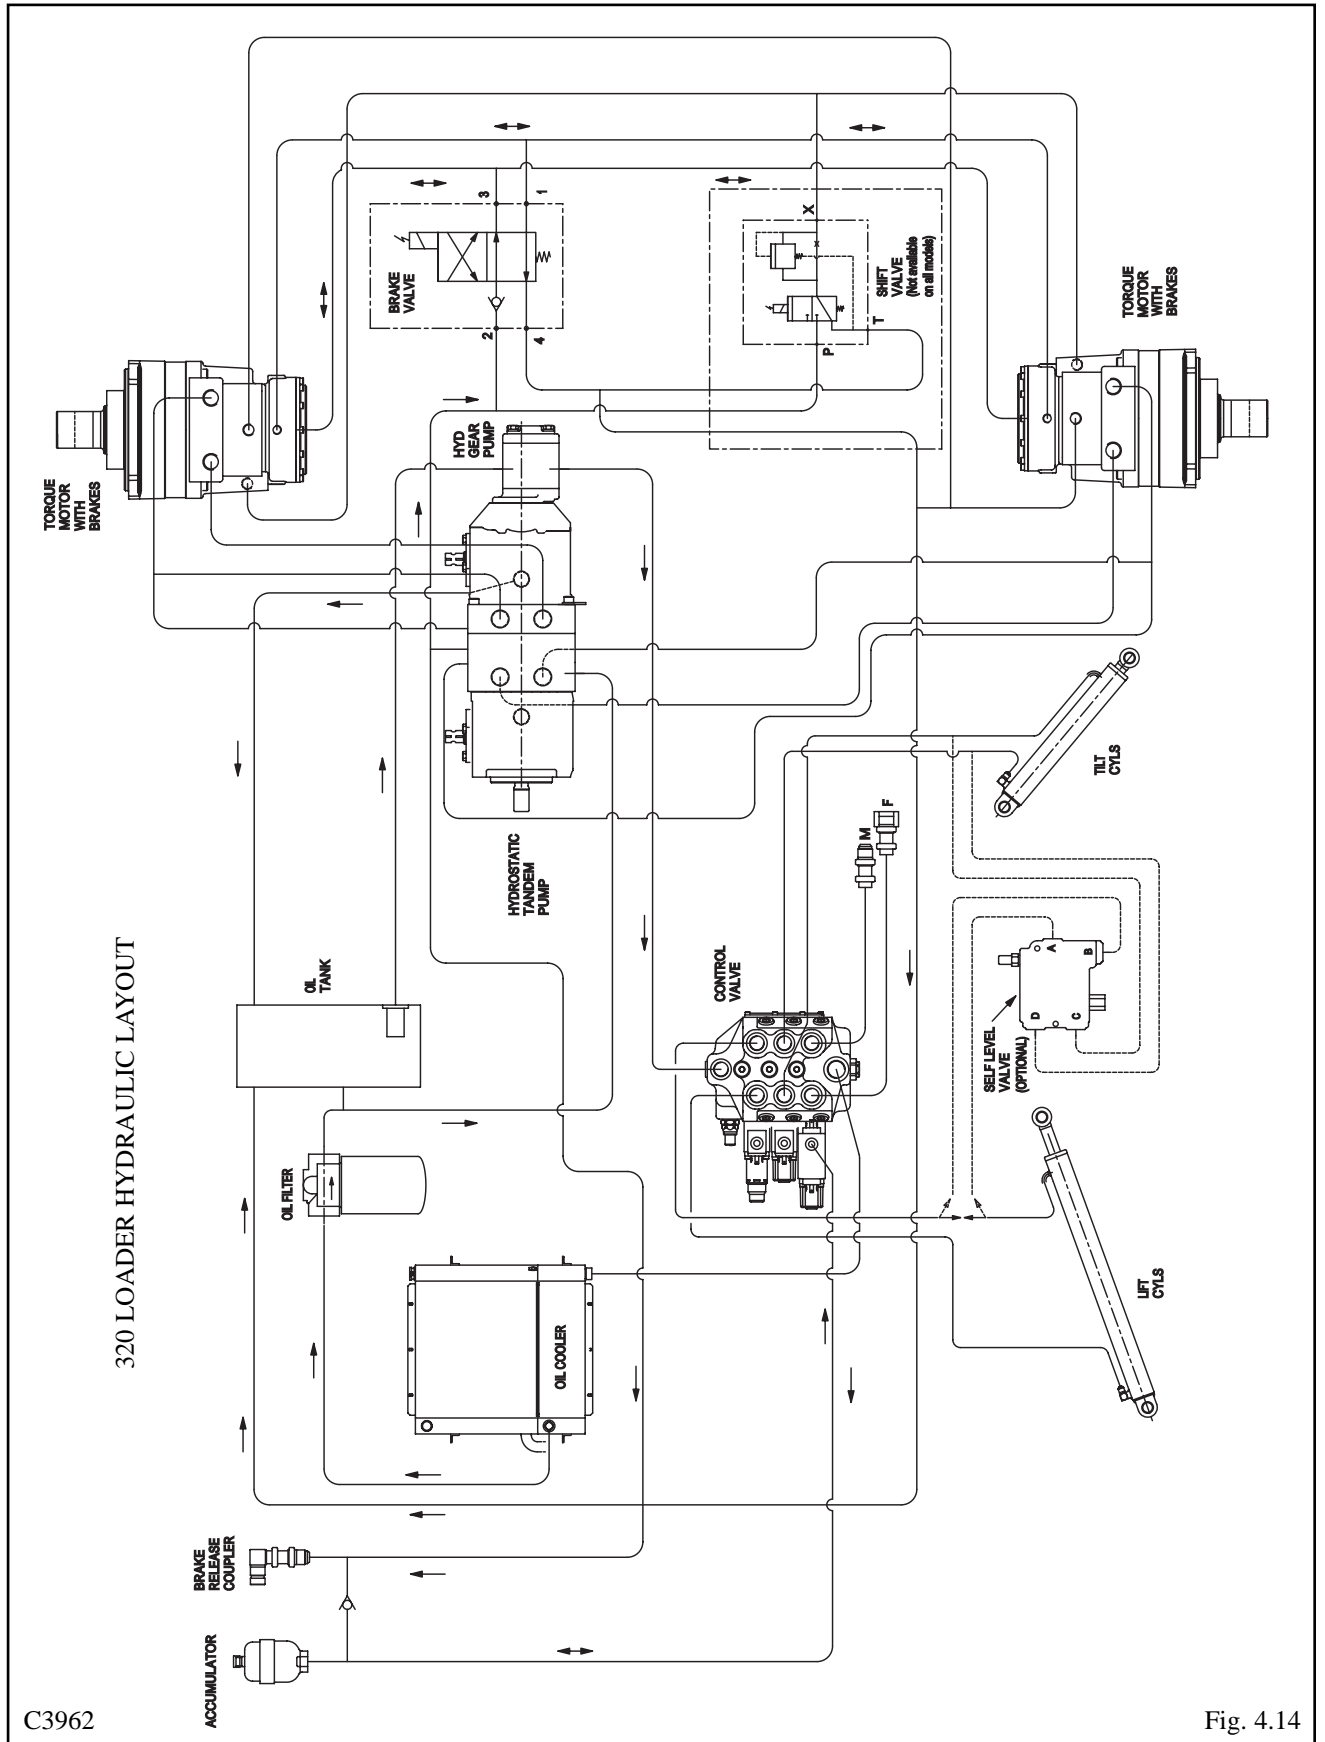 320 LOADER HYDRAULIC LAYOUT
TORQUE
MOTOR
WITH
BRAKES
BRAKE
VALVE
3
1
2
4
SHIFT
VALVE
(Not available
on all models)
X
P
T
TORQUE
MOTOR
WITH
BRAKES
HYD
GEAR
PUMP
HYDROSTATIC
TANDEM
PUMP
OIL
TANK
OIL FILTER
OIL COOLER
CONTROL
VALVE
M
F
TILT
CYLS
SELF LEVEL
VALVE
(OPTIONAL)
A
B
D
C
LIFT
CYLS
BRAKE
RELEASE
COUPLER
ACCUMULATOR
C3962
Fig. 4.14